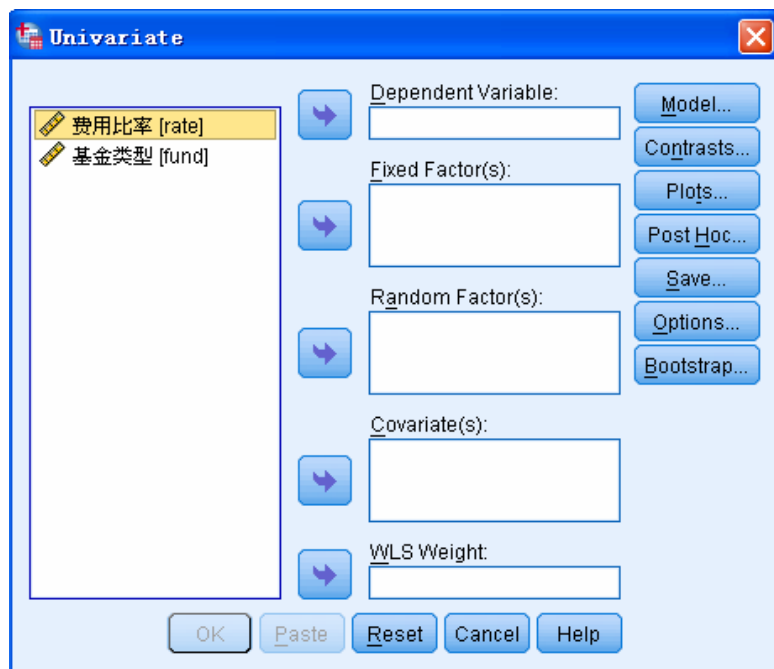 Univariate
费用比率 [rate]
基金类型 [fund]
Dependent Variable:
Fixed Factor(s):
Random Factor(s):
Covariate(s):
WLS Weight:
Model...
Contrasts...
Plots...
Post Hoc...
Save...
Options...
Bootstrap...
OK
Paste
Reset
Cancel
Help